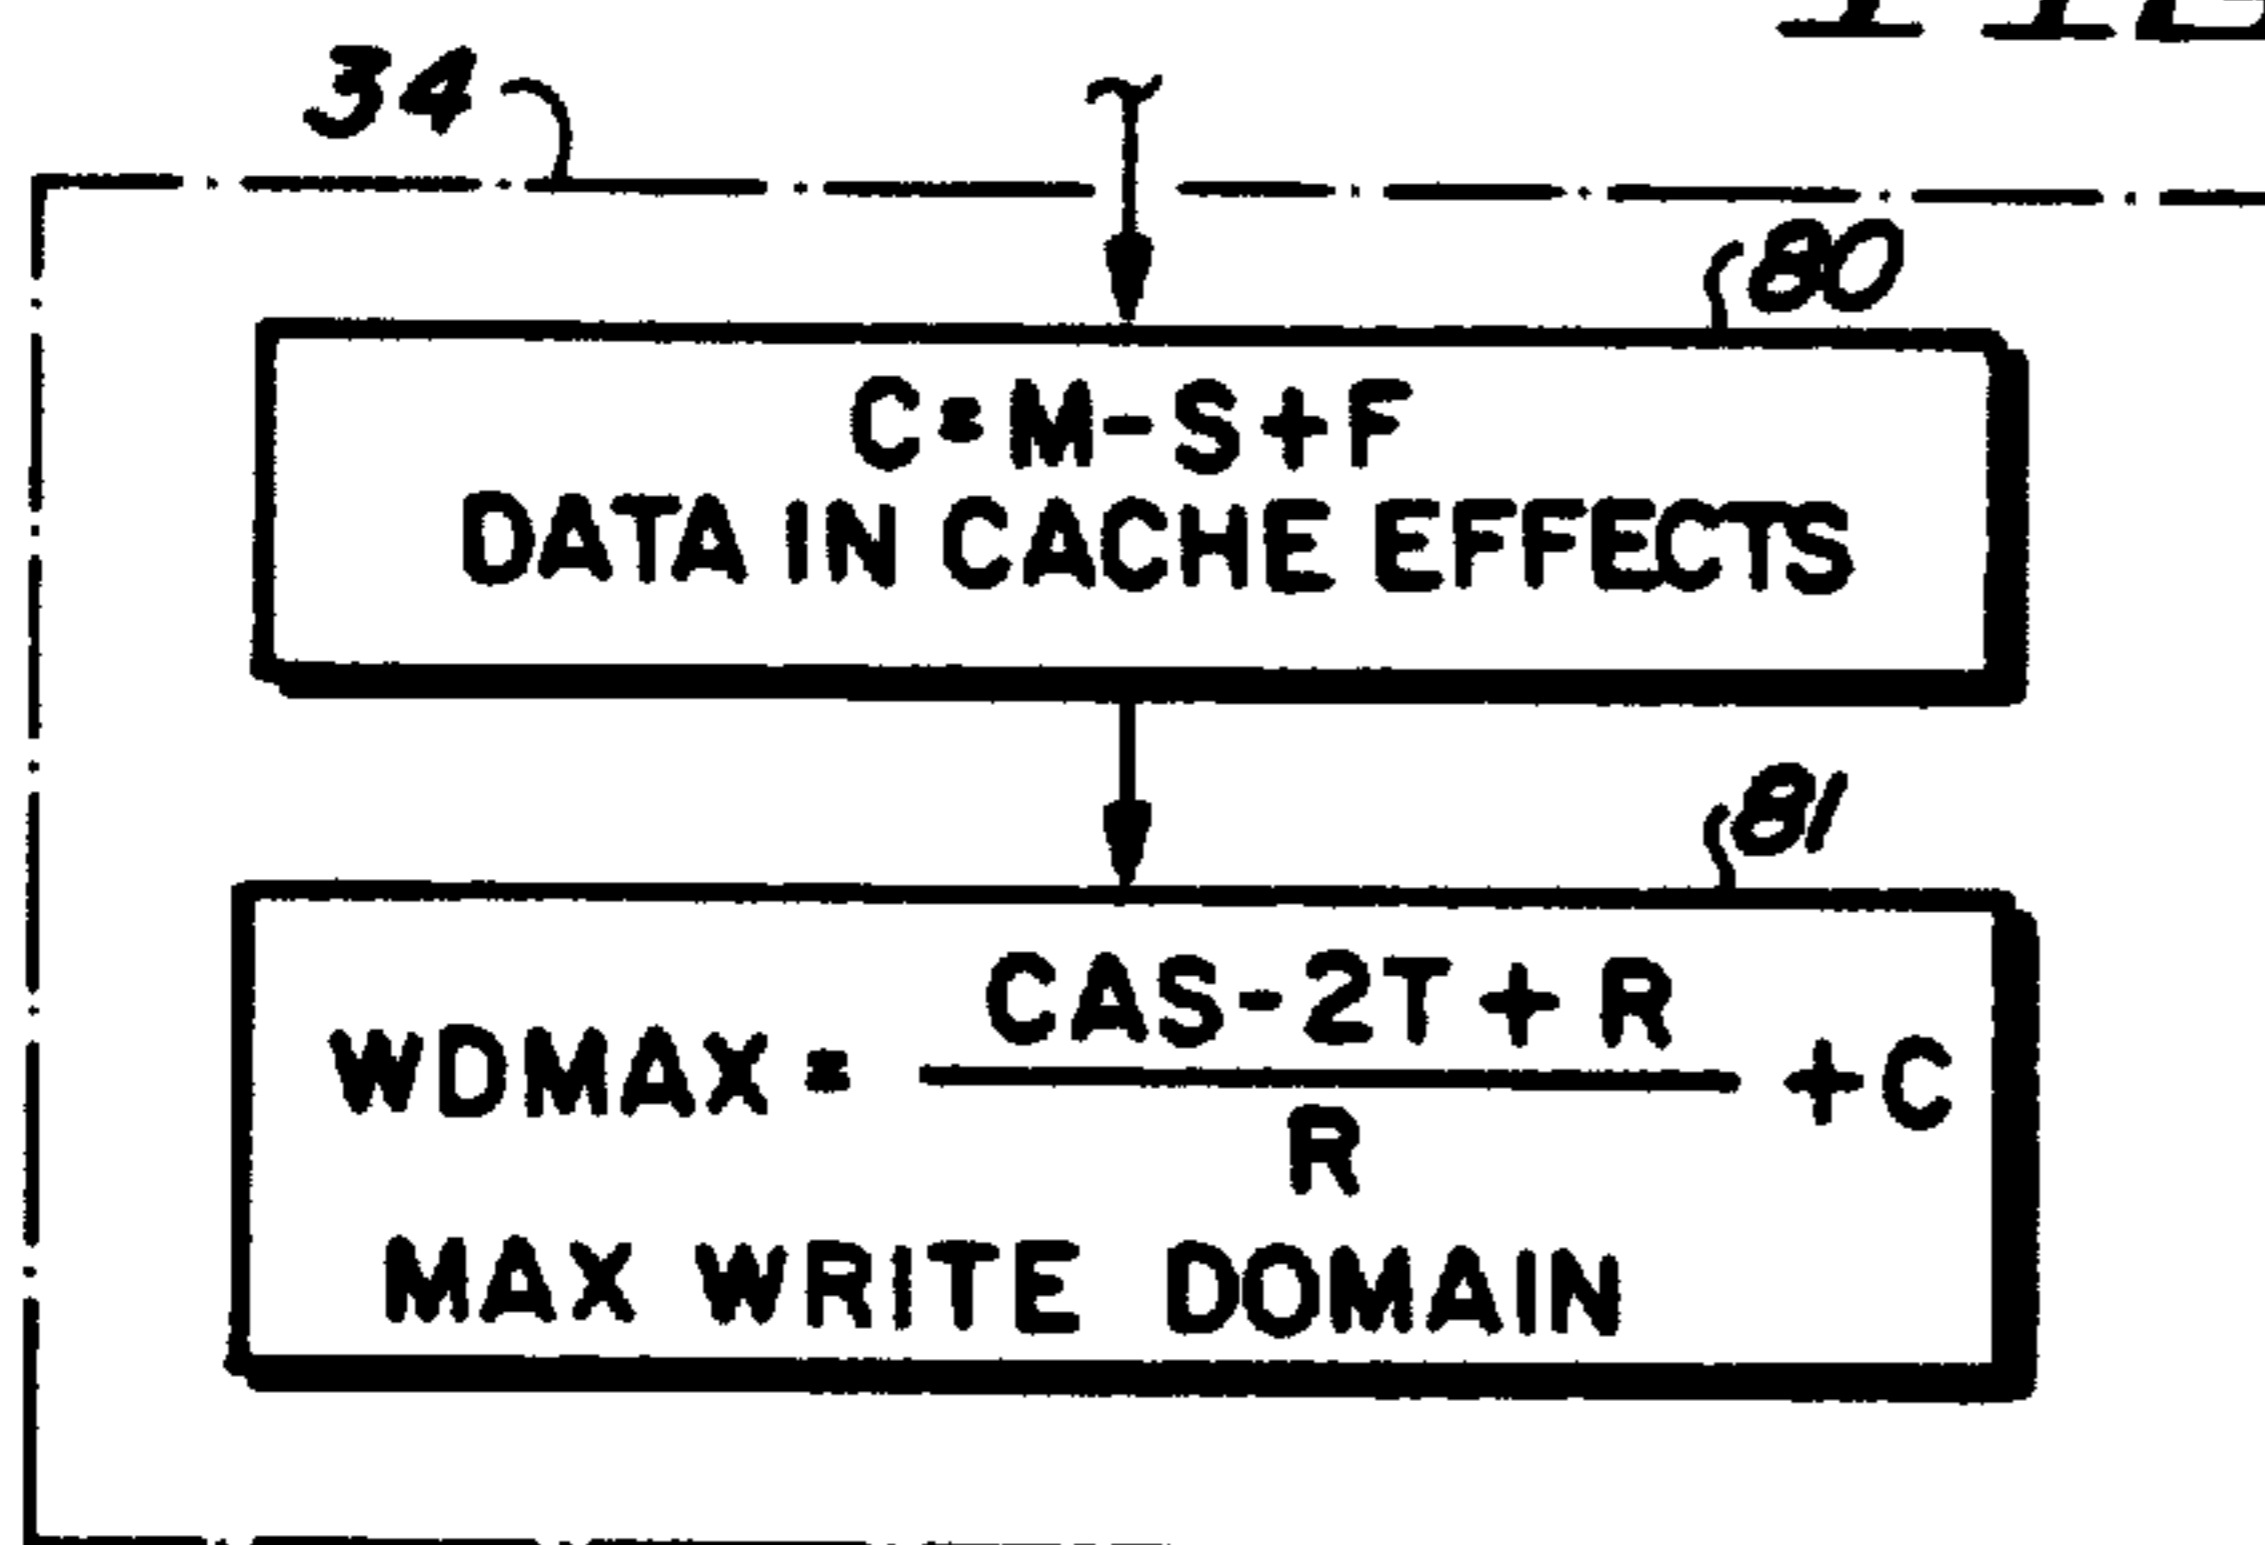 34
80
C=M-S+F
DATA IN CACHE EFFECTS
81
WDMAX = CAS-2T+R / R +C
MAX WRITE DOMAIN